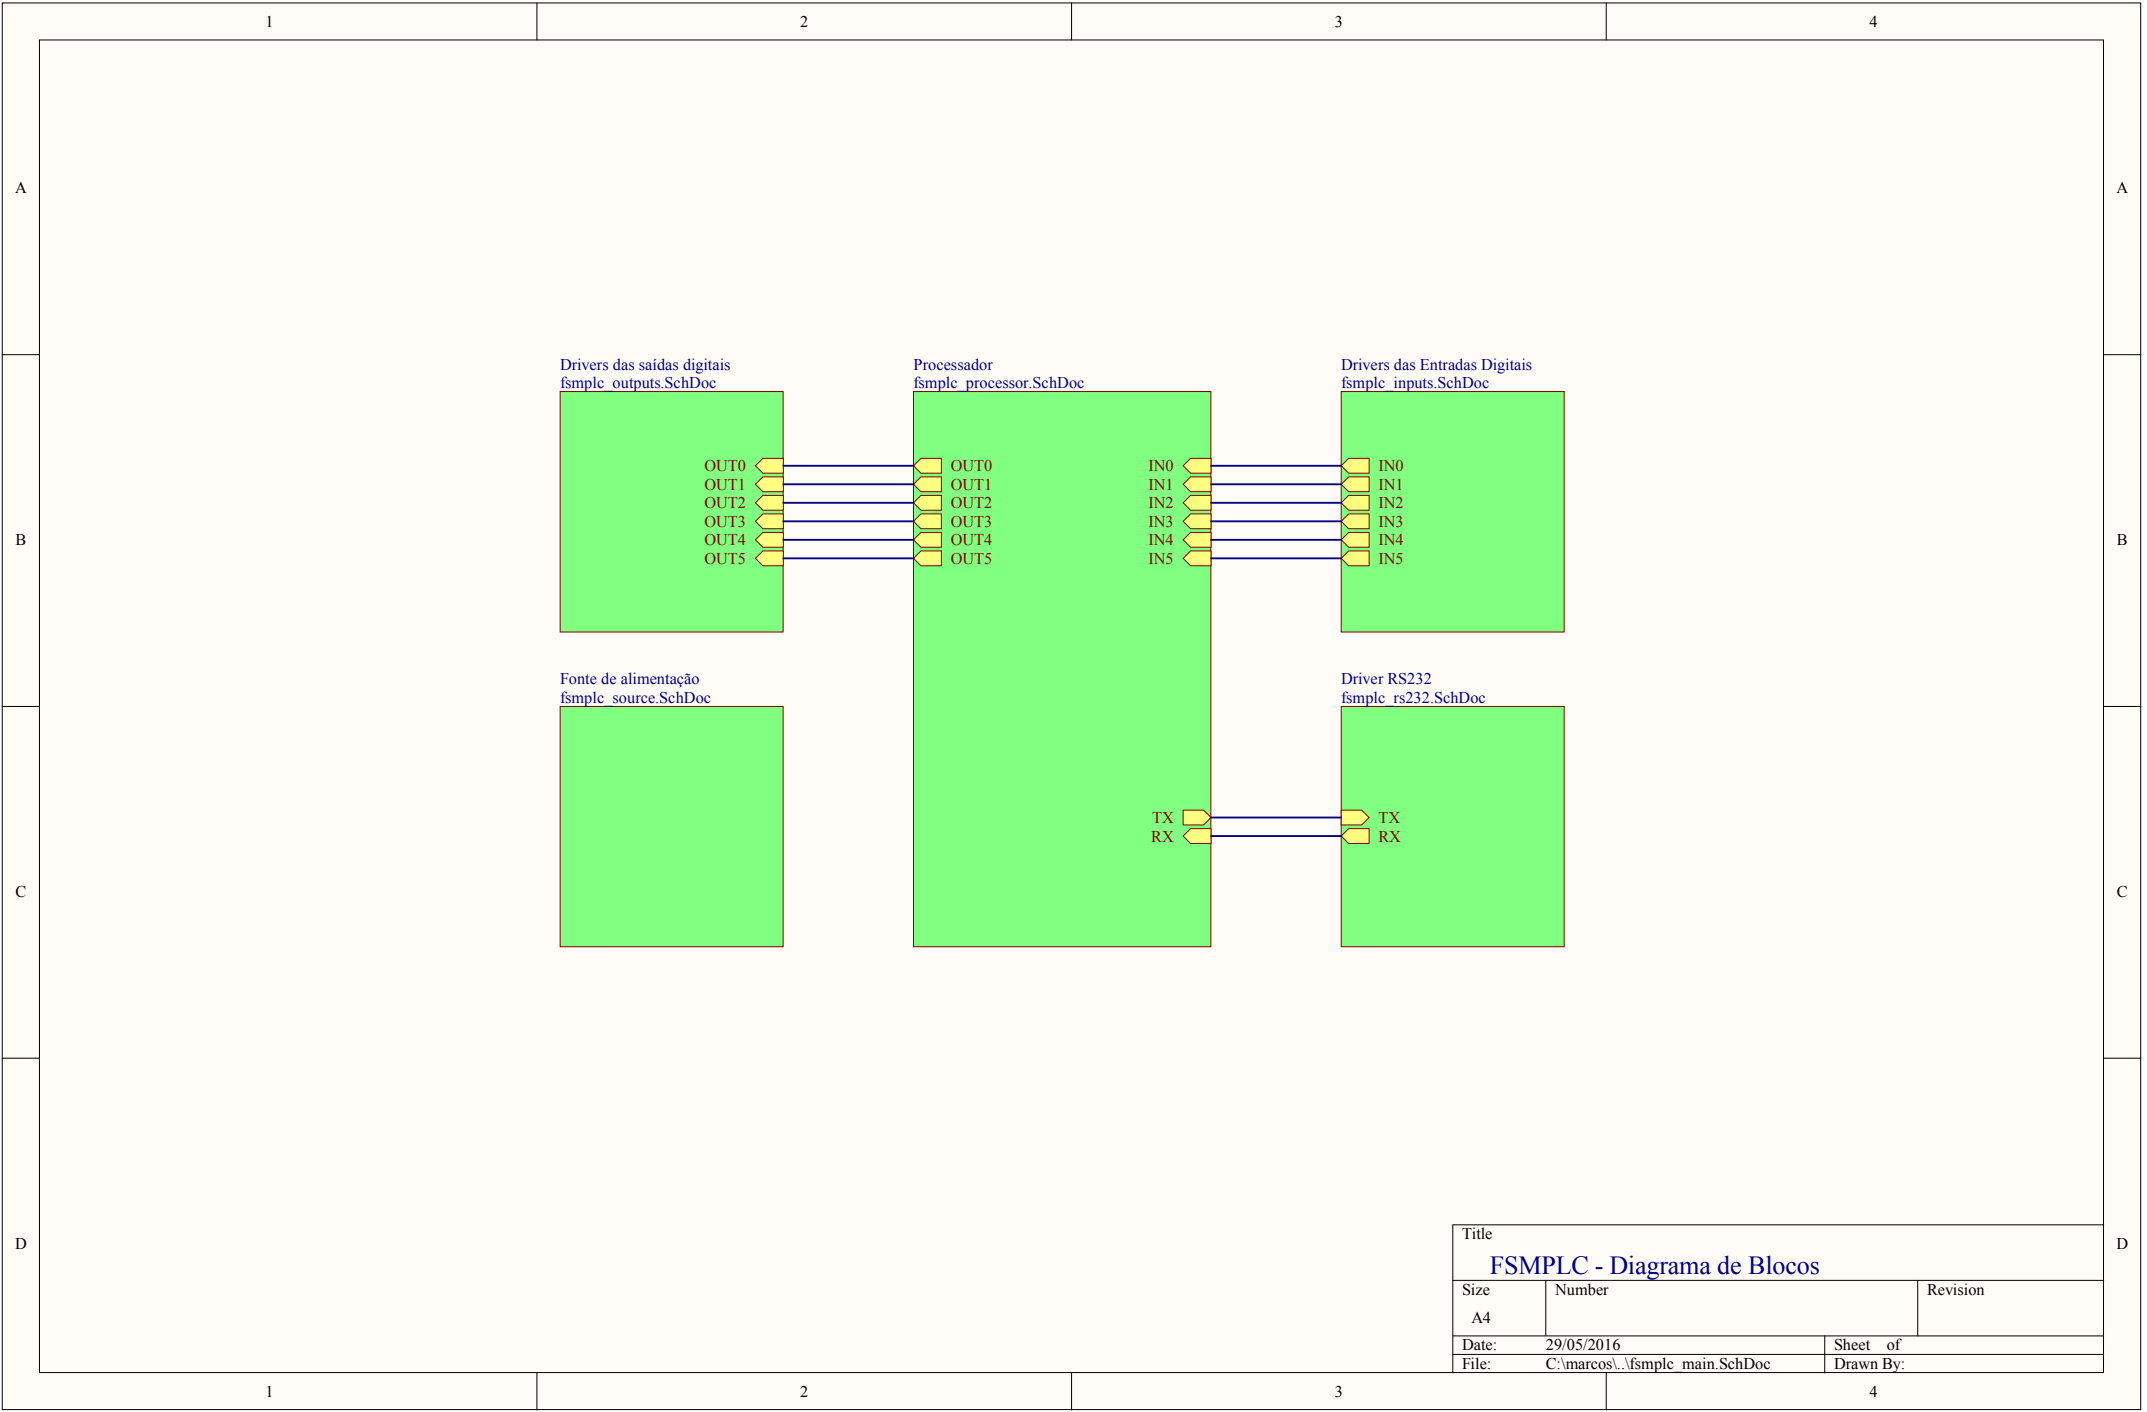 1 2 3 4
A A
Drivers das saídas digitais
fsmplc_outputs.SchDoc
Processador
fsmplc_processor.SchDoc
Drivers das Entradas Digitais
fsmplc_inputs.SchDoc
OUT0 OUT0 IN0 IN0
OUT1 OUT1 IN1 IN1
OUT2 OUT2 IN2 IN2
OUT3 OUT3 IN3 IN3
B OUT4 OUT4 IN4 IN4 B
OUT5 OUT5 IN5 IN5
Fonte de alimentação
fsmplc_source.SchDoc
Driver RS232
fsmplc_rs232.SchDoc
TX TX
RX RX
C C
D D
Title
FSMPLC - Diagrama de Blocos
Size Number Revision
A4
Date: 29/05/2016 Sheet of
File: C:\marcos\..\fsmplc_main.SchDoc Drawn By:
1 2 3 4